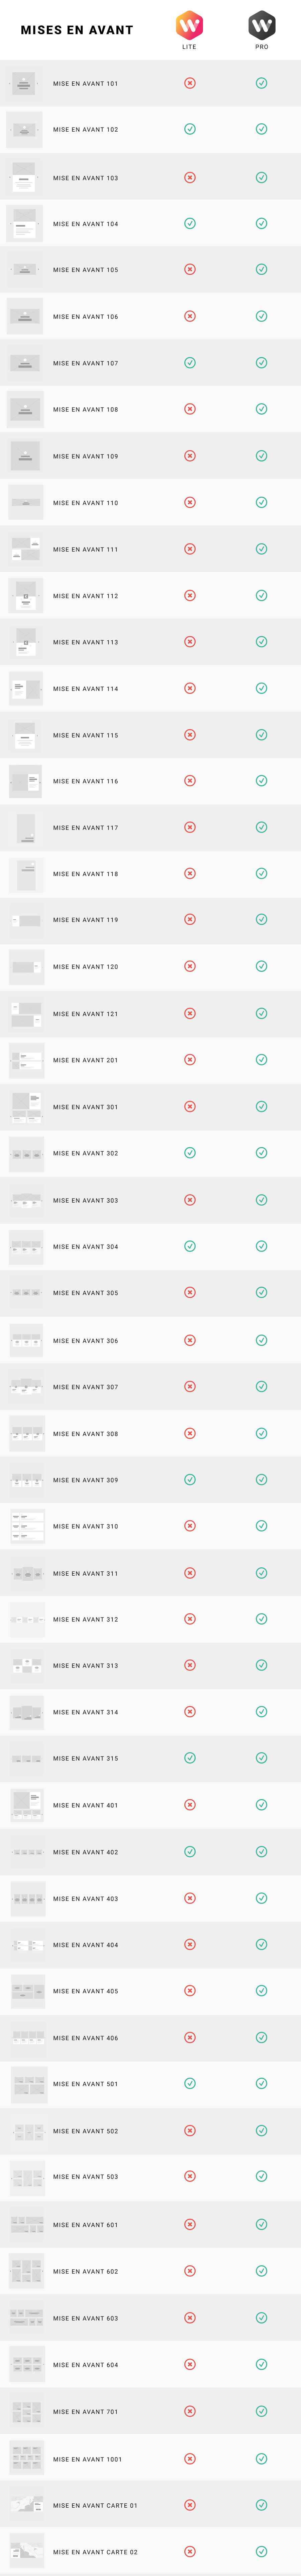 MISES EN AVANT
LITE
PRO
MISE EN AVANT 101
MISE EN AVANT 102
MISE EN AVANT 103
MISE EN AVANT 104
MISE EN AVANT 105
MISE EN AVANT 106
MISE EN AVANT 107
MISE EN AVANT 108
MISE EN AVANT 109
MISE EN AVANT 110
MISE EN AVANT 111
MISE EN AVANT 112
MISE EN AVANT 113
MISE EN AVANT 114
MISE EN AVANT 115
MISE EN AVANT 116
MISE EN AVANT 117
MISE EN AVANT 118
MISE EN AVANT 119
MISE EN AVANT 120
MISE EN AVANT 121
MISE EN AVANT 201
MISE EN AVANT 301
MISE EN AVANT 302
MISE EN AVANT 303
MISE EN AVANT 304
MISE EN AVANT 305
MISE EN AVANT 306
MISE EN AVANT 307
MISE EN AVANT 308
MISE EN AVANT 309
MISE EN AVANT 310
MISE EN AVANT 311
MISE EN AVANT 312
MISE EN AVANT 313
MISE EN AVANT 314
MISE EN AVANT 315
MISE EN AVANT 401
MISE EN AVANT 402
MISE EN AVANT 403
MISE EN AVANT 404
MISE EN AVANT 405
MISE EN AVANT 406
MISE EN AVANT 501
MISE EN AVANT 502
MISE EN AVANT 503
MISE EN AVANT 601
MISE EN AVANT 602
MISE EN AVANT 603
MISE EN AVANT 604
MISE EN AVANT 701
MISE EN AVANT 1001
MISE EN AVANT CARTE 01
MISE EN AVANT CARTE 02